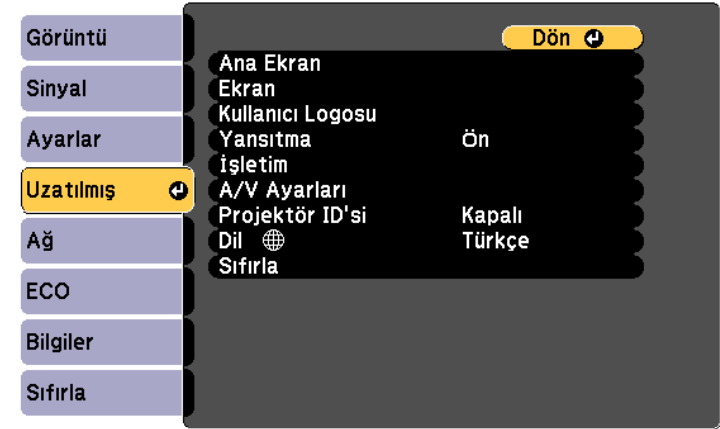 Görüntü
Sinyal
Ayarlar
Uzatılmış
Ağ
ECO
Bilgiler
Sıfırla
Dön
Ana Ekran
Ekran
Kullanıcı Logosu
Yansıtma Ön
İşletim
A/V Ayarları
Projektör ID'si Kapalı
Dil Türkçe
Sıfırla